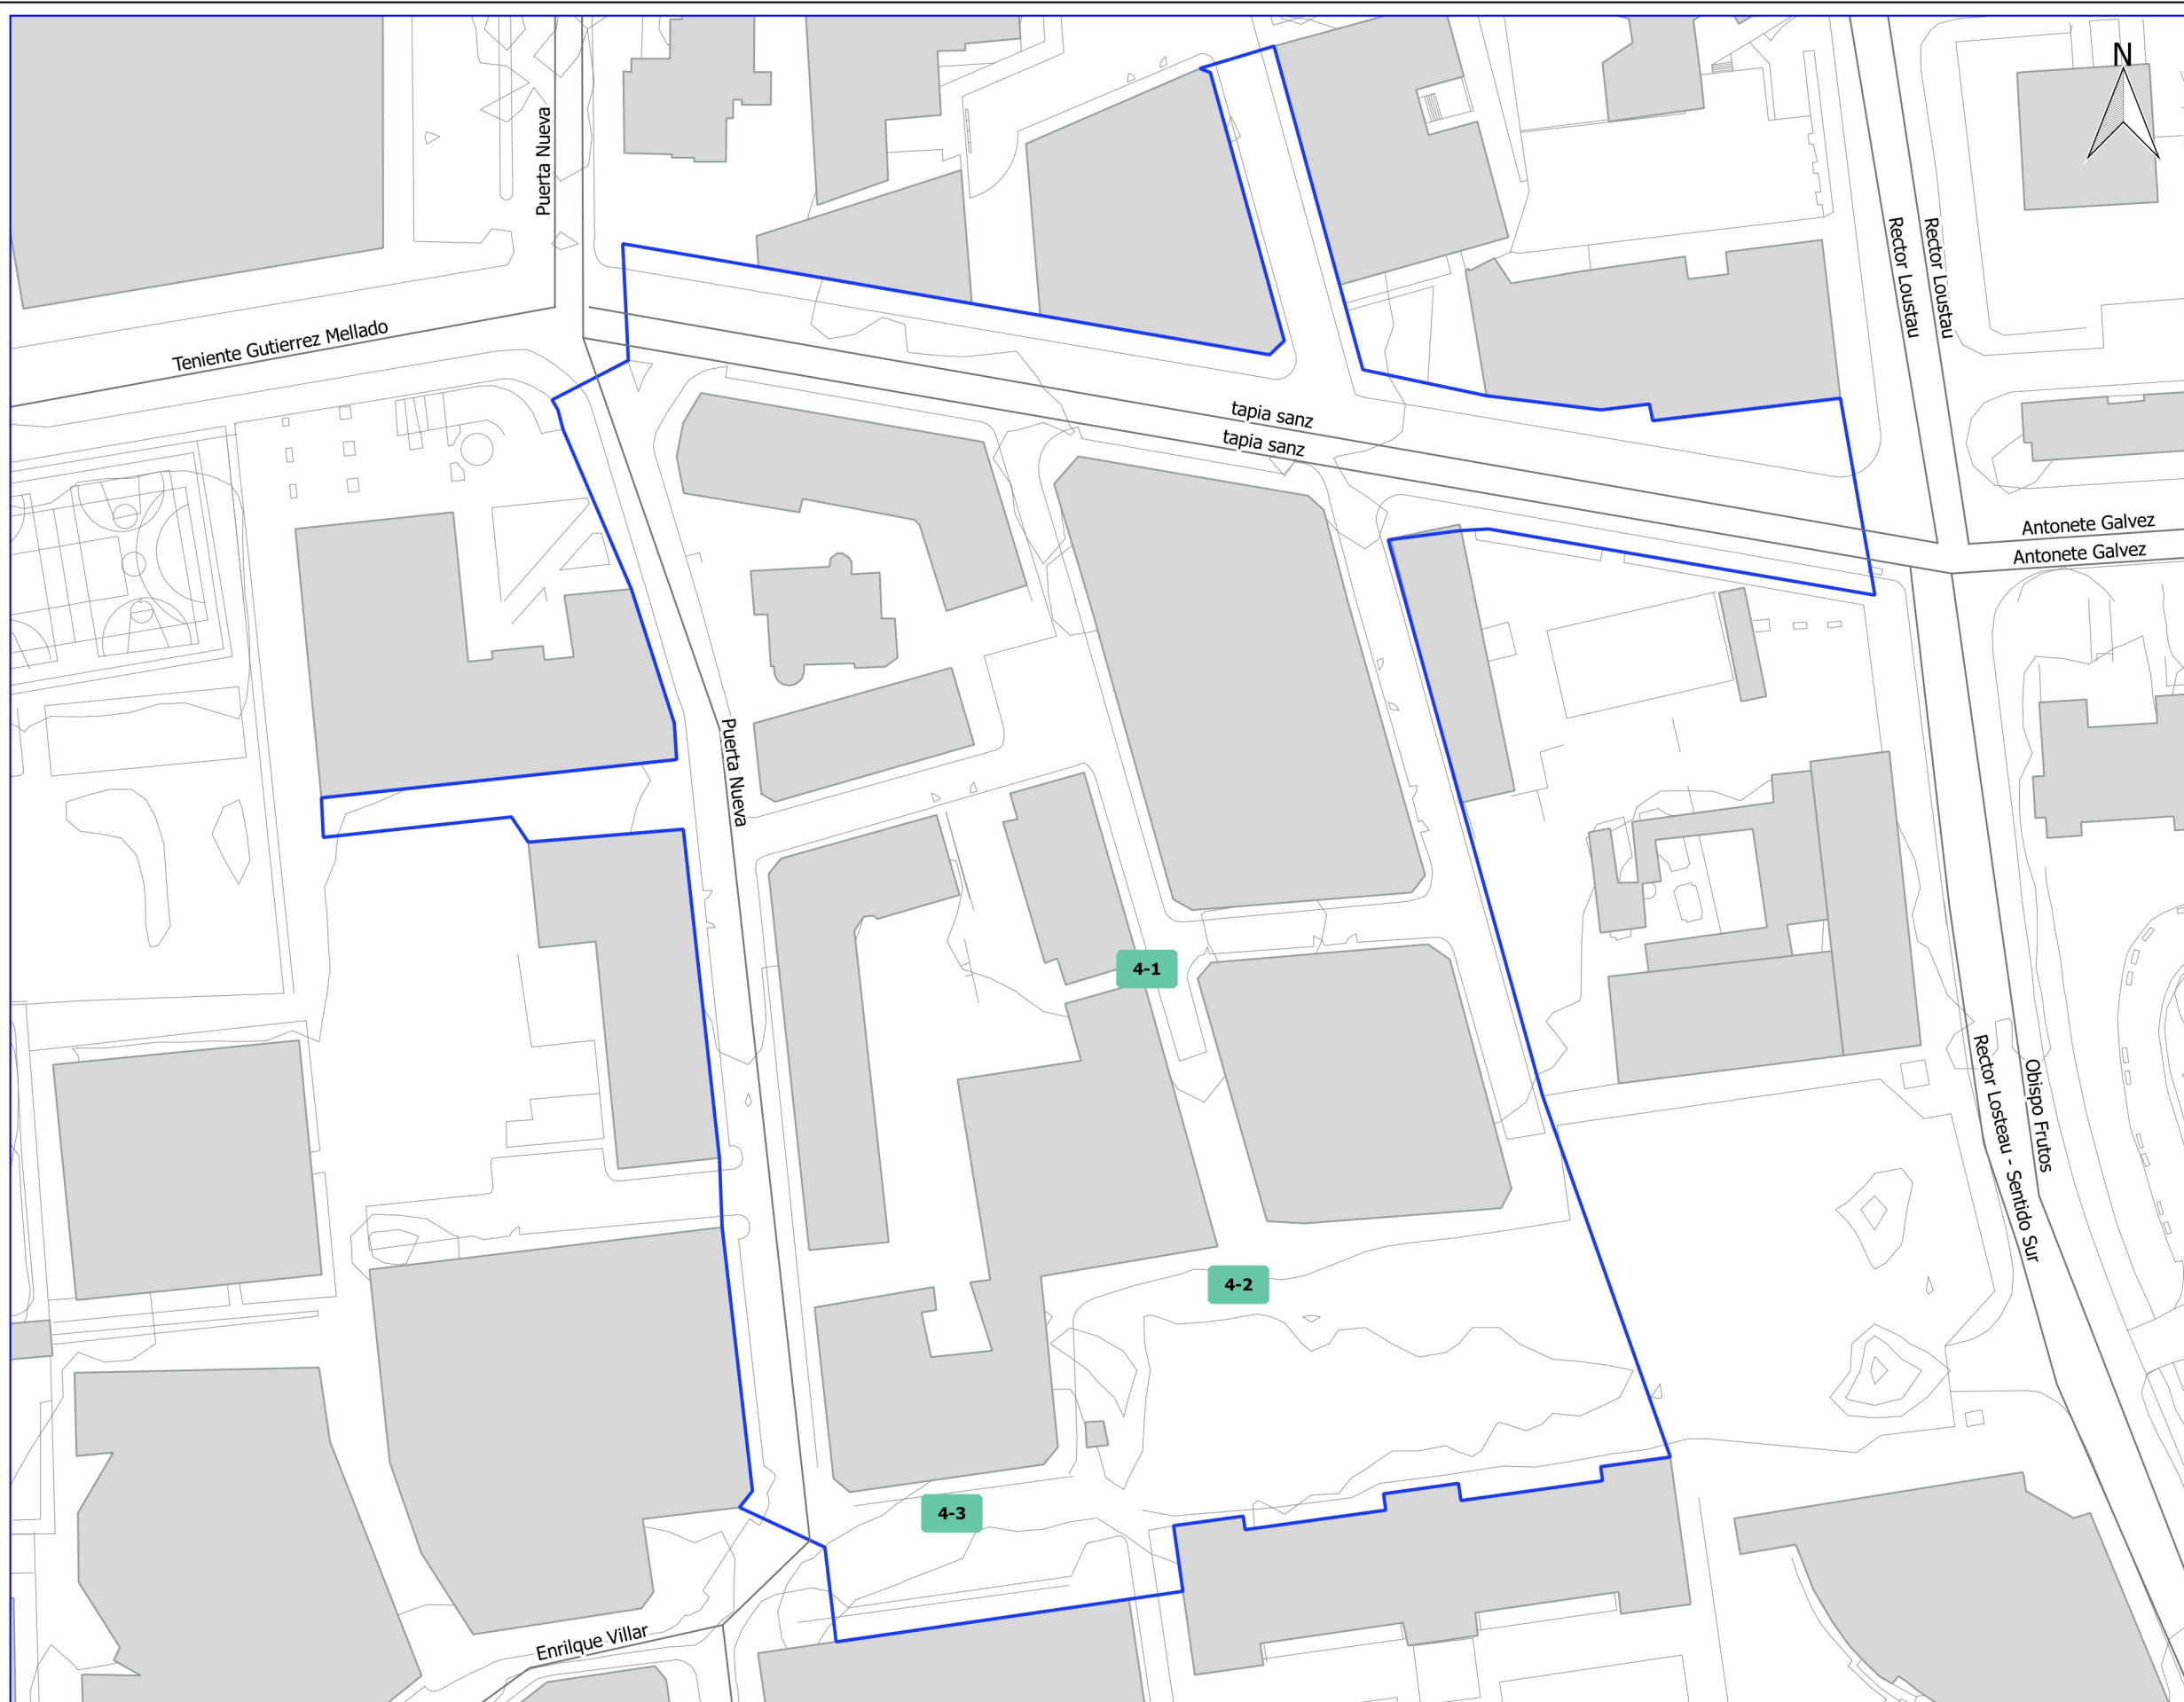 N
Puerta Nueva
Rector Loustau
Rector Loustau
Teniente Gutierrez Mellado
tapia sanz
tapia sanz
Antonete Galvez
Antonete Galvez
Puerta Nueva
4-1
Rector Losteau - Sentido Sur
Obispo Frutos
4-2
4-3
Enrilque Villar